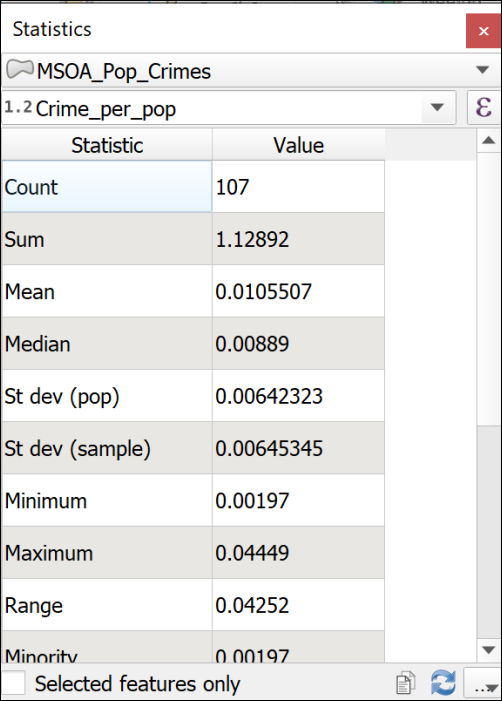 Statistics
x
MSOA_Pop_Crimes
1.2 Crime_per_pop
ε
Statistic Value
Count 107
Sum 1.12892
Mean 0.0105507
Median 0.00889
St dev (pop) 0.00642323
St dev (sample) 0.00645345
Minimum 0.00197
Maximum 0.04449
Range 0.04252
Minority 0.00197
Selected features only
...